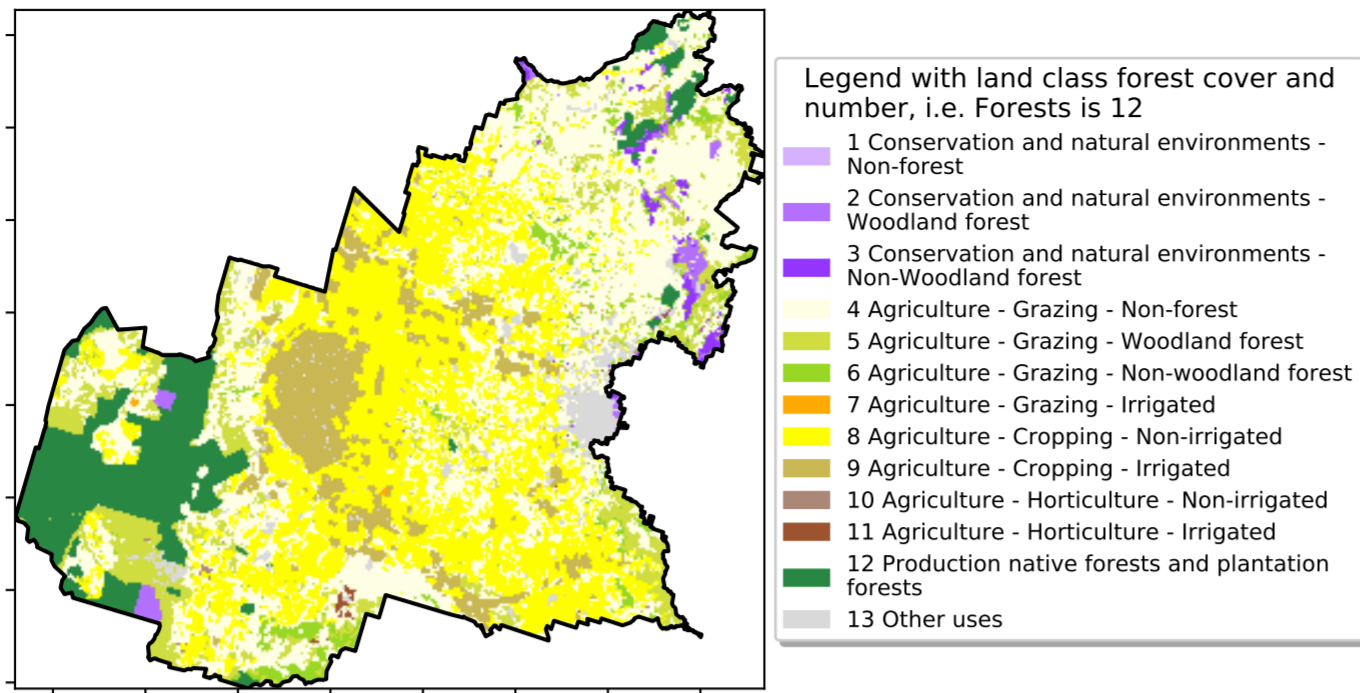 Legend with land class forest cover and
number, i.e. Forests is 12
1 Conservation and natural environments -
Non-forest
2 Conservation and natural environments -
Woodland forest
3 Conservation and natural environments -
Non-Woodland forest
4 Agriculture - Grazing - Non-forest
5 Agriculture - Grazing - Woodland forest
6 Agriculture - Grazing - Non-woodland forest
7 Agriculture - Grazing - Irrigated
8 Agriculture - Cropping - Non-irrigated
9 Agriculture - Cropping - Irrigated
10 Agriculture - Horticulture - Non-irrigated
11 Agriculture - Horticulture - Irrigated
12 Production native forests and plantation
forests
13 Other uses